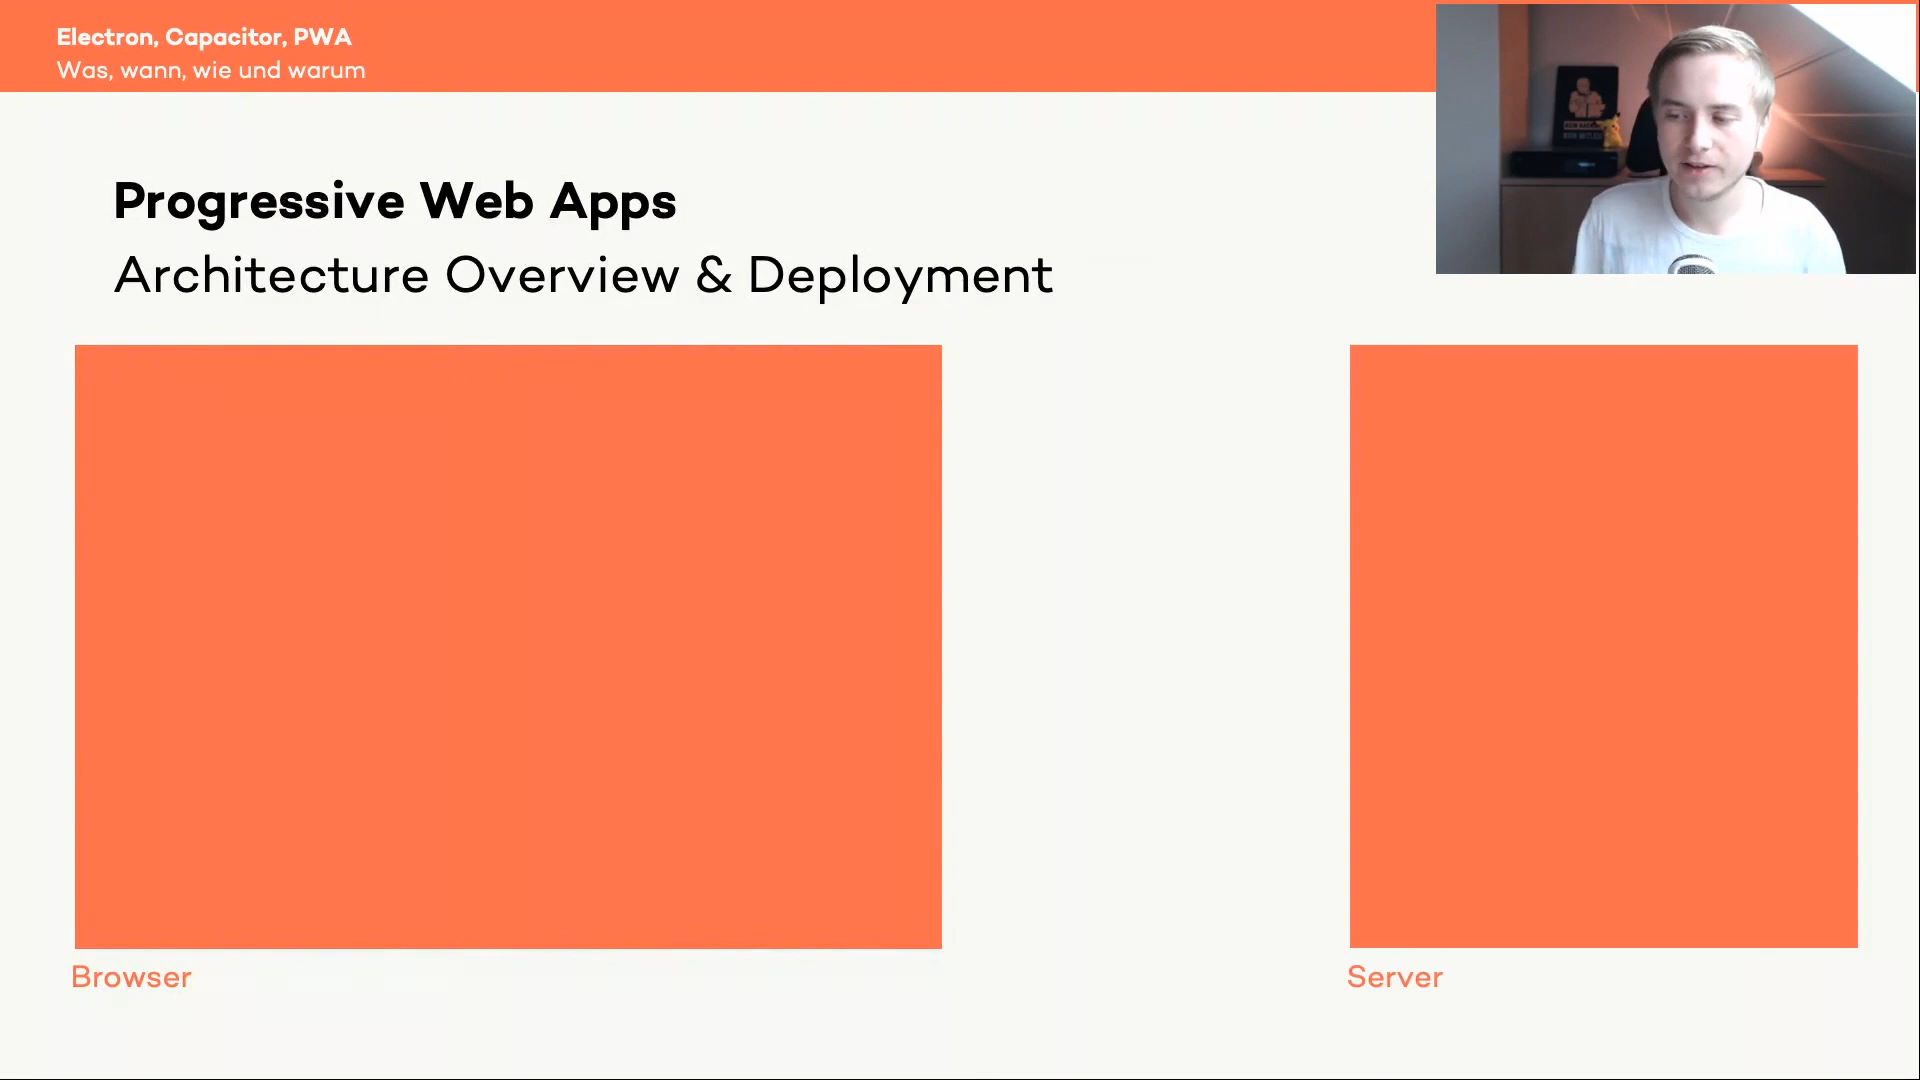 Electron, Capacitor, PWA
Was, wann, wie und warum
Progressive Web Apps
Architecture Overview & Deployment
Browser
Server